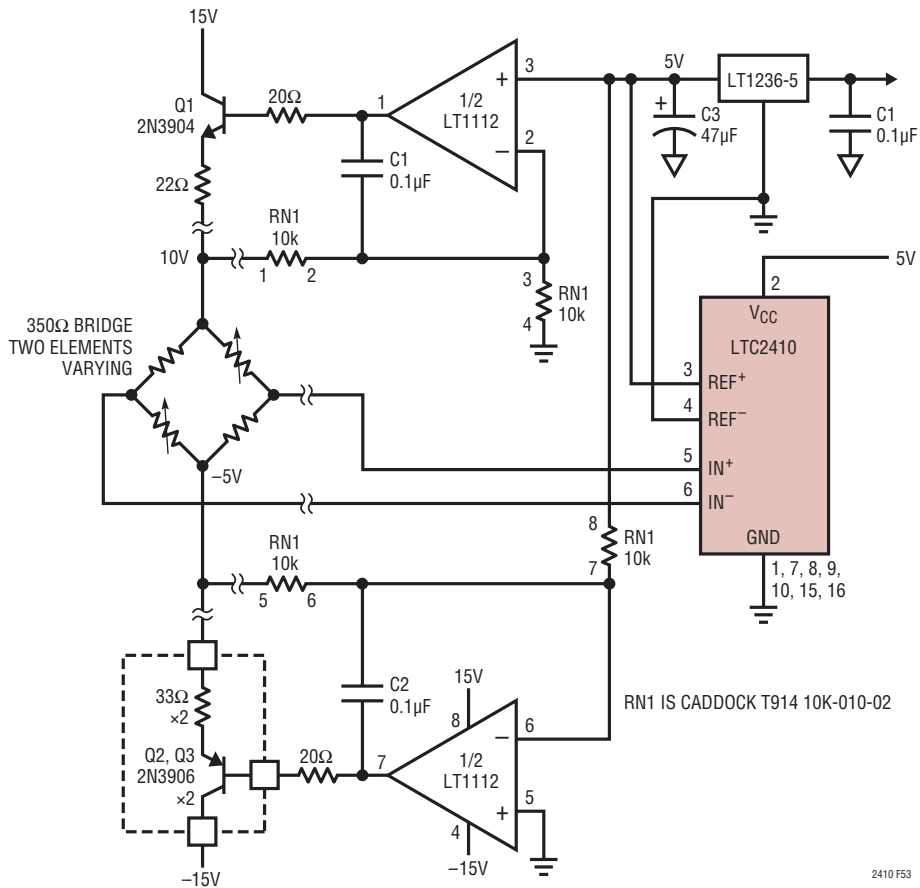 15V
Q1
2N3904
20Ω
1
1/2
LT1112
+
3
–
2
5V
LT1236-5
+
C3
47µF
C1
0.1µF
C1
0.1µF
22Ω
RN1
10k
10V
1
2
3
4
RN1
10k
5V
2
VCC
LTC2410
3
REF+
4
REF–
5
IN+
6
IN–
GND
1, 7, 8, 9,
10, 15, 16
350Ω BRIDGE
TWO ELEMENTS
VARYING
–5V
8
RN1
10k
7
RN1
10k
5
6
33Ω
×2
Q2, Q3
2N3906
×2
20Ω
C2
0.1µF
7
15V
8
1/2
LT1112
–
6
+
5
4
–15V
–15V
RN1 IS CADDOCK T914 10K-010-02
2410 F53